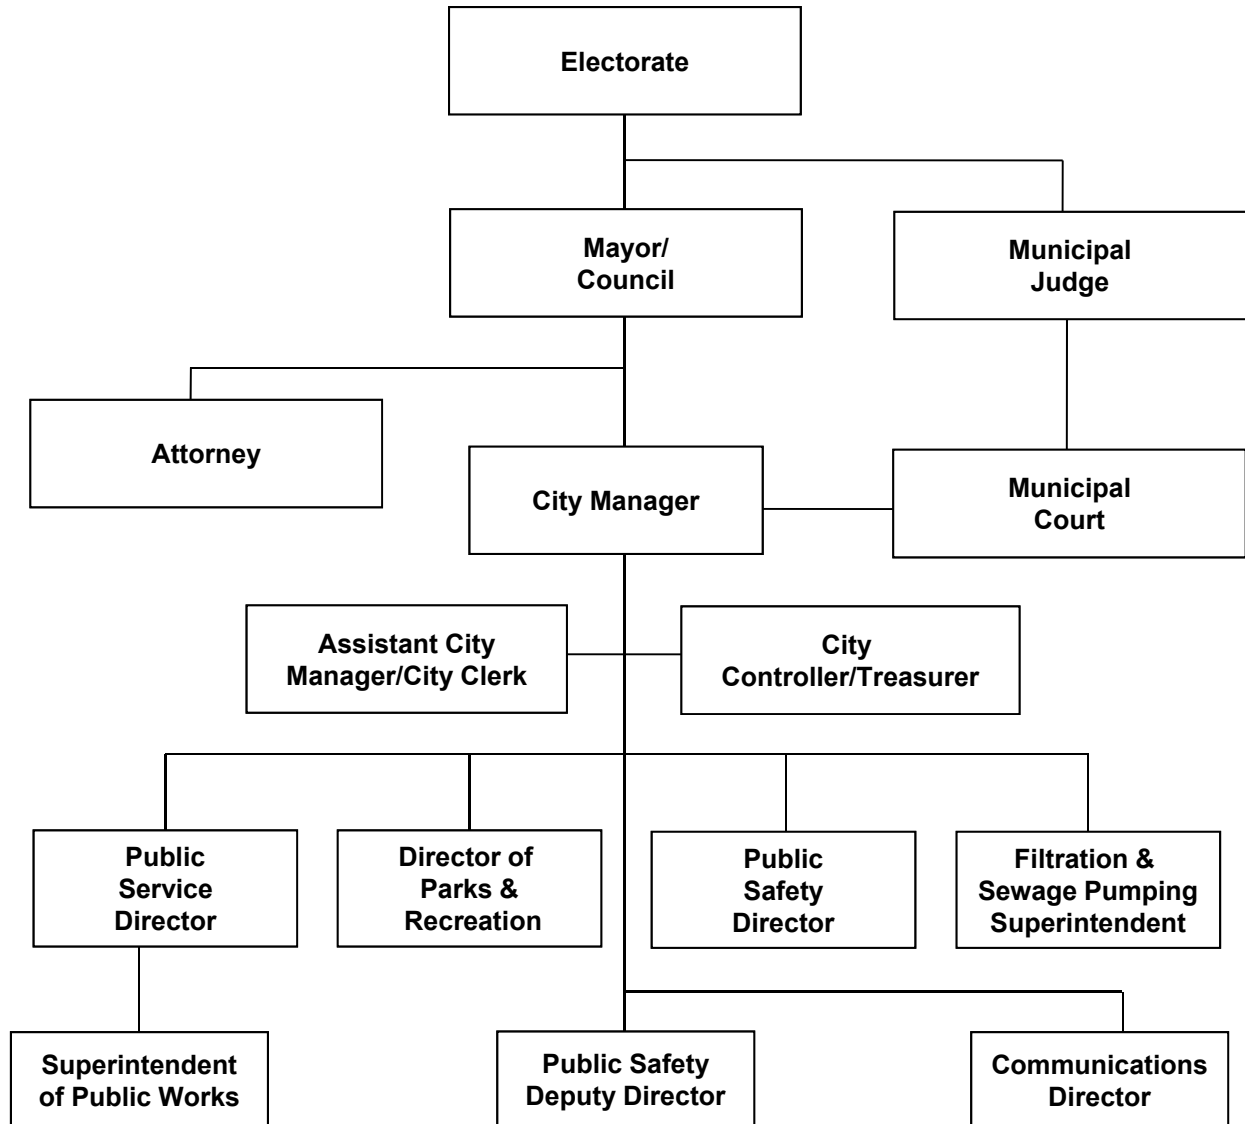 Electorate
Mayor/
Council
Municipal
Judge
Attorney
City Manager
Municipal
Court
Assistant City
Manager/City Clerk
City
Controller/Treasurer
Public
Service
Director
Director of
Parks &
Recreation
Public
Safety
Director
Filtration &
Sewage Pumping
Superintendent
Superintendent
of Public Works
Public Safety
Deputy Director
Communications
Director